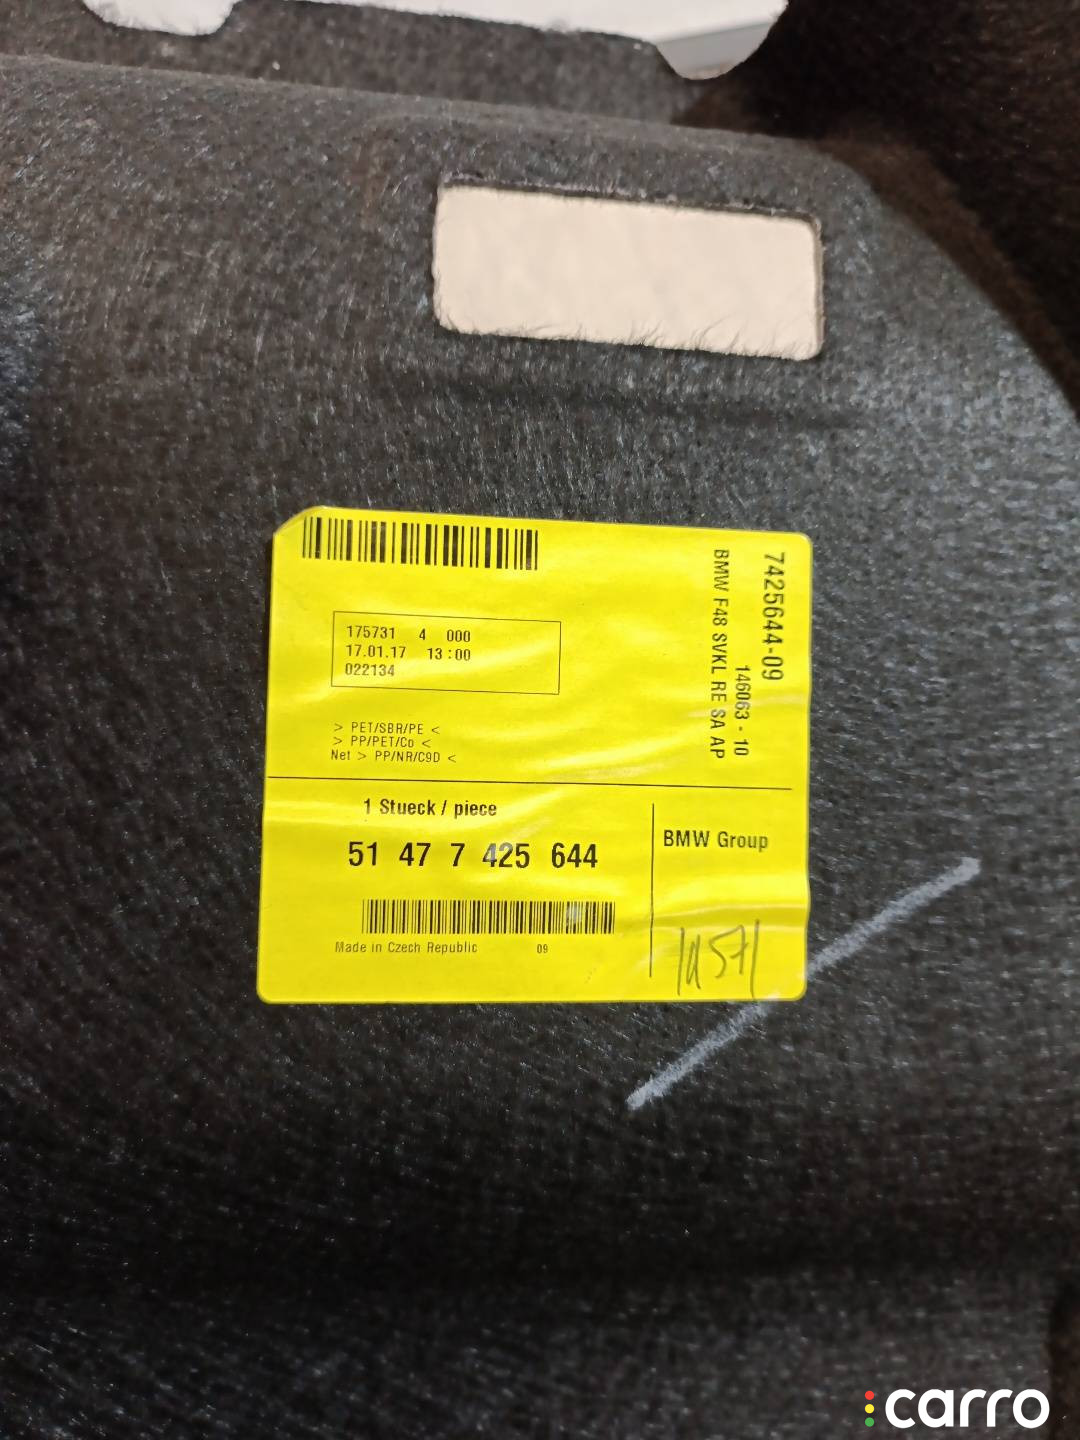 175731 4 000
17.01.17 13:00
022134
> PET/SBR/PE <
> PP/PET/Co <
Net > PP/NR/C9D <
7425644-09
146063 - 10
BMW F48 SVKL RE SA AP
1 Stueck / piece
51 47 7 425 644
Made in Czech Republic 09
BMW Group
carro